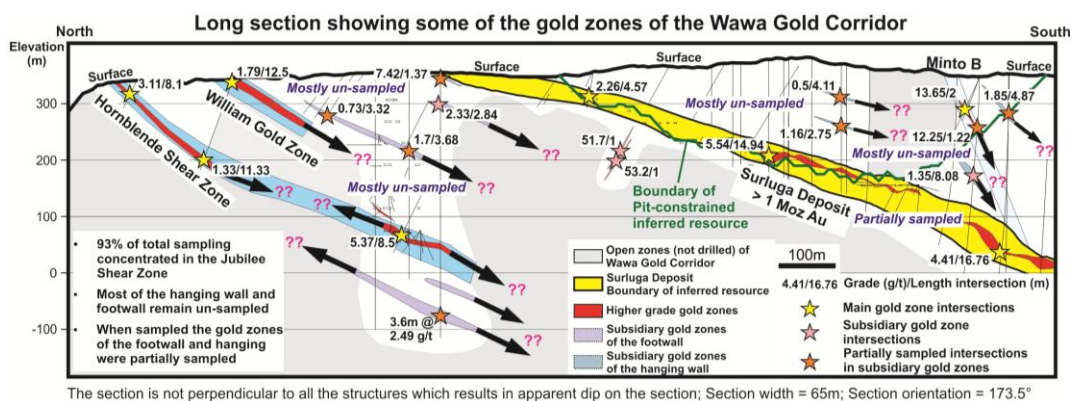 Long section showing some of the gold zones of the Wawa Gold Corridor
North
South
Elevation
(m)
300
200
100
0
-100
Surface
3.11/8.1
1.79/12.5
7.42/1.37
Mostly un-sampled
0.73/3.32
2.33/2.84
1.7/3.68
William Gold Zone
Hornblende Shear Zone
1.33/11.33
??
??
??
??
Mostly un-sampled
??
5.37/8.5
??
??
??
??
3.6m @
2.49 g/t
Surface
2.26/4.57
Mostly un-sampled
51.7/1
53.2/1
5.54/14.94
Boundary of
Pit-constrained
inferred resource
Surluga Deposit
> 1 Moz Au
0.5/4.11
??
1.16/2.75
??
Mostly un-sampled
Partially sampled
Minto B
Surface
13.65/2
1.85/4.87
12.25/1.22
??
1.35/8.08
??
4.41/16.76
• 93% of total sampling
concentrated in the Jubilee
Shear Zone
• Most of the hanging wall and
footwall remain un-sampled
• When sampled the gold zones
of the footwall and hanging
were partially sampled
Open zones (not drilled) of
Wawa Gold Corridor
Surluga Deposit
Boundary of inferred resource
Higher grade gold zones
Subsidiary gold zones
of the footwall
Subsidiary gold zones
of the hanging wall
100m
4.41/16.76 Grade (g/t)/Length intersection (m)
Main gold zone intersections
Subsidiary gold zone
intersections
Partially sampled intersections
in subsidiary gold zones
The section is not perpendicular to all the structures which results in apparent dip on the section; Section width = 65m; Section orientation = 173.5°